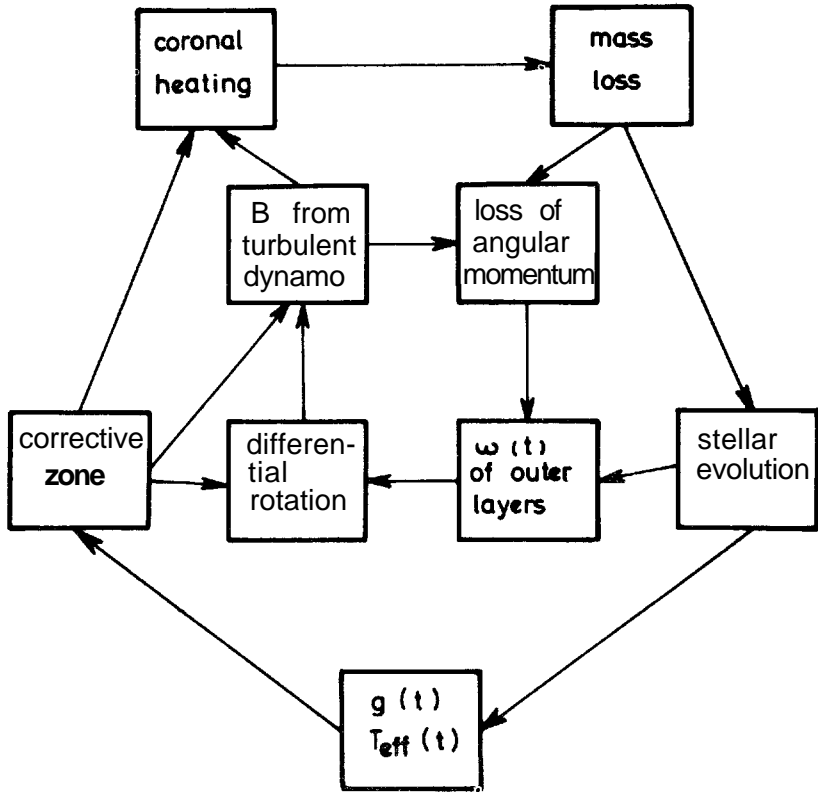 coronal
heating
mass
loss
B from
turbulent
dynamo
loss of
angular
momentum
corrective
zone
differen-
tial
rotation
ω (t)
of outer
layers
stellar
evolution
g (t)
Teff (t)